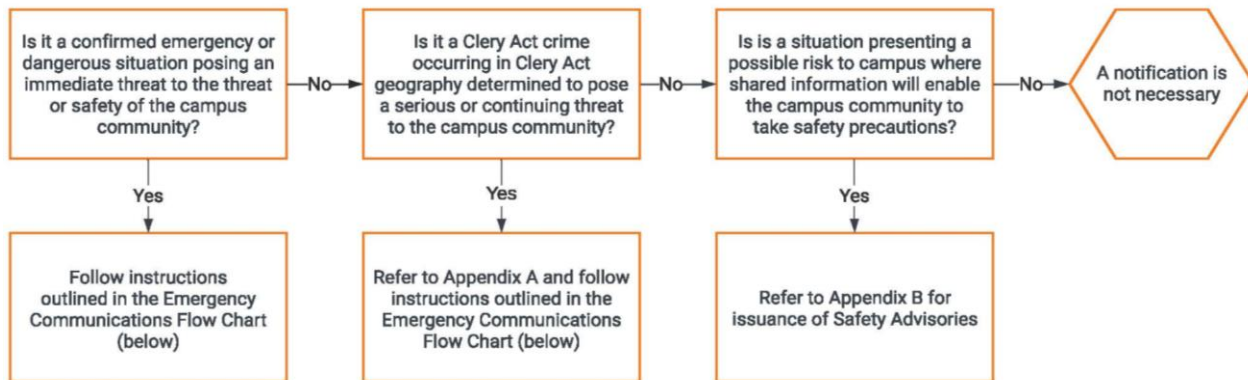 Is it a confirmed emergency or
dangerous situation posing an
immediate threat to the threat
or safety of the campus
community?
No
Is it a Clery Act crime
occurring in Clery Act
geography determined to pose
a serious or continuing threat
to the campus community?
No
Is is a situation presenting a
possible risk to campus where
shared information will enable
the campus community to
take safety precautions?
No
A notification is
not necessary
Yes
Yes
Yes
Follow instructions
outlined in the Emergency
Communications Flow Chart
(below)
Refer to Appendix A and follow
instructions outlined in the
Emergency Communications
Flow Chart (below)
Refer to Appendix B for
issuance of Safety Advisories